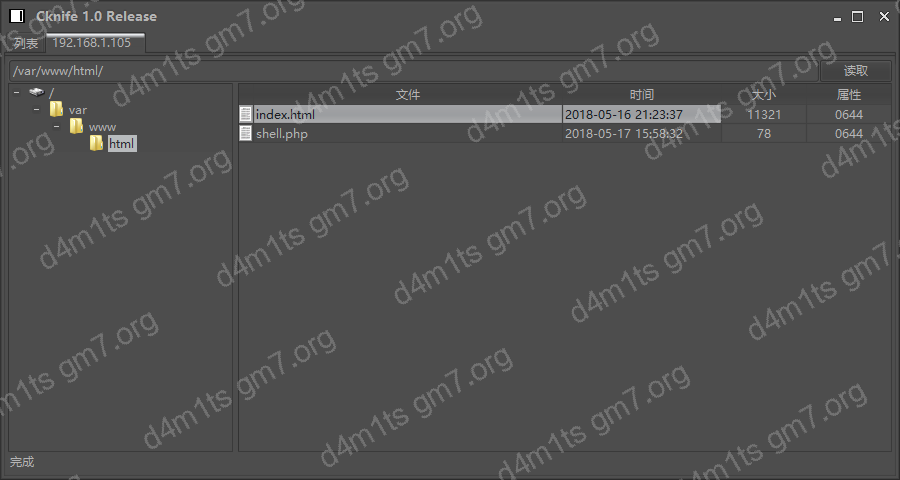 Cknife 1.0 Release
列表 192.168.1.105
/var/www/html/ 读取
/ 文件 时间 大小 属性
var index.html 2018-05-16 21:23:37 11321 0644
www shell.php 2018-05-17 15:58:32 78 0644
html
完成
d4m1ts gm7.org